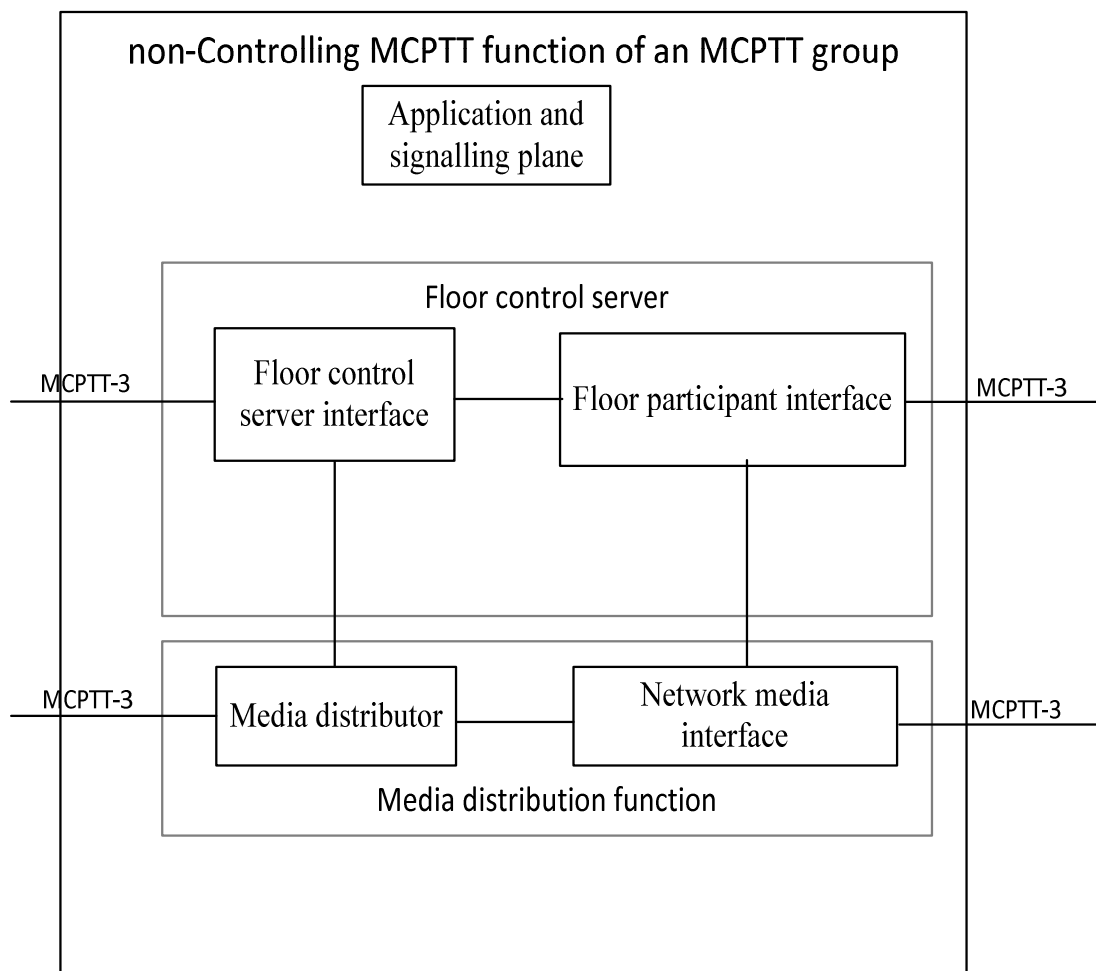 non-Controlling MCPTT function of an MCPTT group
Application and
signalling plane
Floor control server
MCPTT-3
Floor control
server interface
Floor participant interface
MCPTT-3
MCPTT-3
Media distributor
Network media
interface
MCPTT-3
Media distribution function